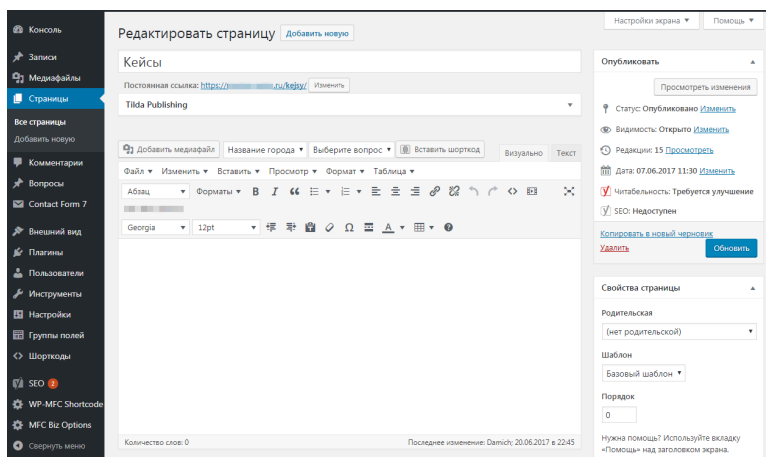 Настройки экрана ▼ Помощь ▼
Консоль
Записи
Медиафайлы
Страницы
Все страницы
Добавить новую
Комментарии
Вопросы
Contact Form 7
Внешний вид
Плагины
Пользователи
Инструменты
Настройки
Группы полей
Шорткоды
SEO 2
WP-MFC Shortcode
MFC Biz Options
Свернуть меню
Редактировать страницу Добавить новую
Кейсы
Постоянная ссылка: https:// .ru/kejsy/ Изменить
Tilda Publishing
Добавить медиафайл Название города ▼ Выберите вопрос ▼ Вставить шорткод Визуально Текст
Файл ▼ Изменить ▼ Вставить ▼ Просмотр ▼ Формат ▼ Таблица ▼
Абзац ▼ Форматы ▼ B I
Georgia ▼ 12pt ▼ Ω A ▼
Количество слов: 0 Последнее изменение: Damich; 20.06.2017 в 22:45
Опубликовать
Просмотреть изменения
Статус: Опубликовано Изменить
Видимость: Открыто Изменить
Редакции: 15 Просмотреть
Дата: 07.06.2017 11:30 Изменить
Читабельность: Требуется улучшение
SEO: Недоступен
Копировать в новый черновик
Удалить Обновить
Свойства страницы
Родительская
(нет родительской)
Шаблон
Базовый шаблон ▼
Порядок
0
Нужна помощь? Используйте вкладку
«Помощь» над заголовком экрана.